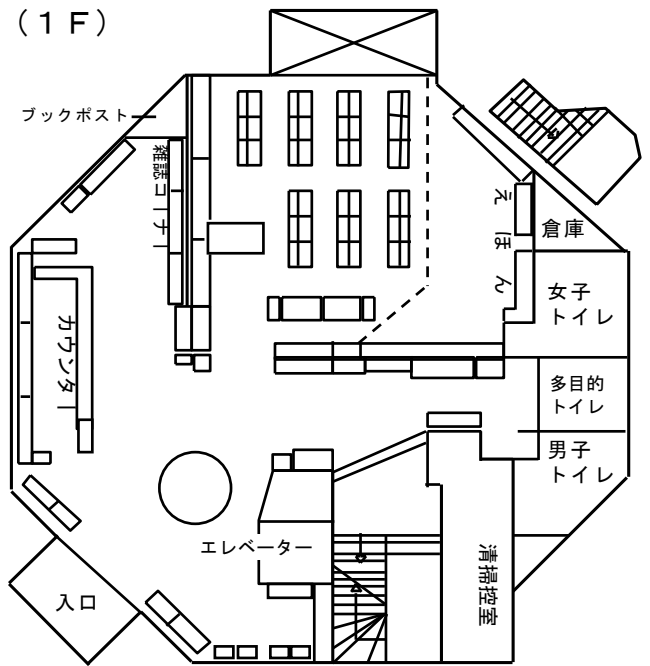 （１Ｆ）
ブックポスト
雑誌コーナー
えほん
倉庫
女子
トイレ
カウンター
多目的
トイレ
男子
トイレ
エレベーター
清掃控室
入口